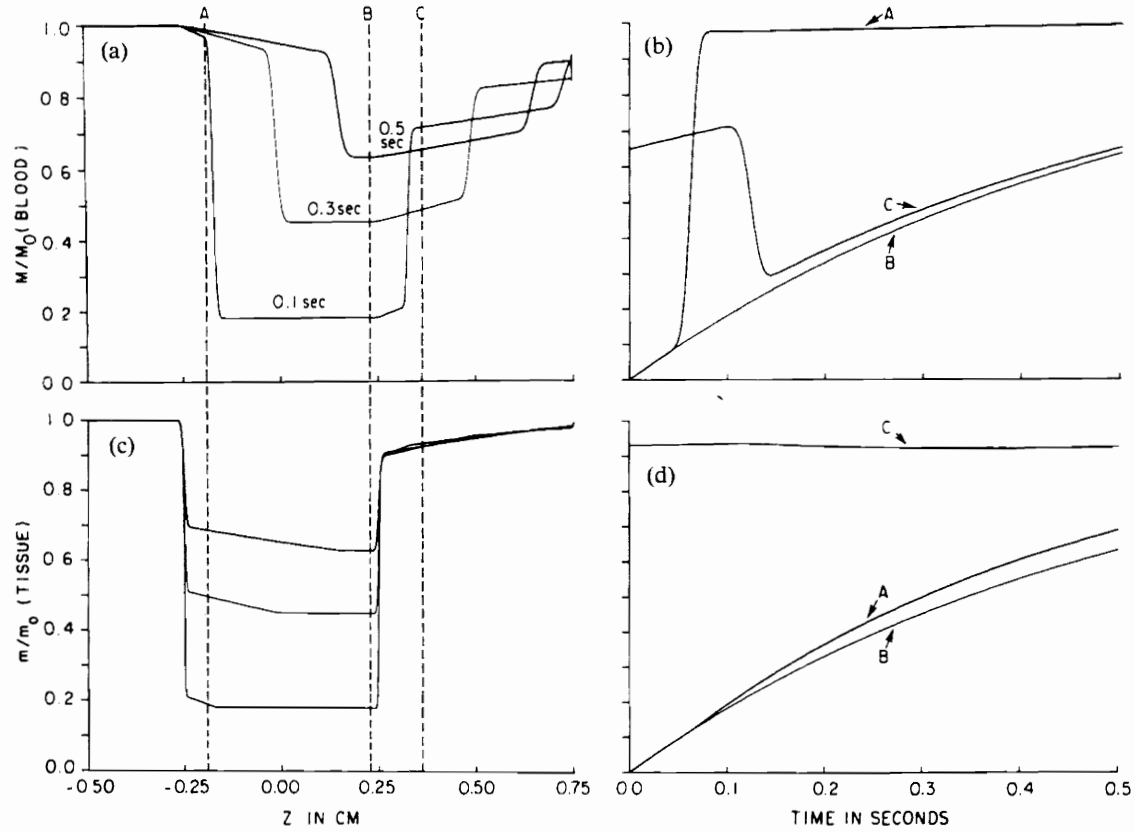 A B C
(a)
1.0
0.8
0.6
0.4
0.2
0.0
M/M0 (BLOOD)
0.5
sec
0.3 sec
0.1 sec
(b)
A
C
B
(c)
1.0
0.8
0.6
0.4
0.2
0.0
m/m0 (TISSUE)
-0.50 -0.25 0.00 0.25 0.50 0.75
Z IN CM
(d)
C
A
B
0.0 0.1 0.2 0.3 0.4 0.5
TIME IN SECONDS